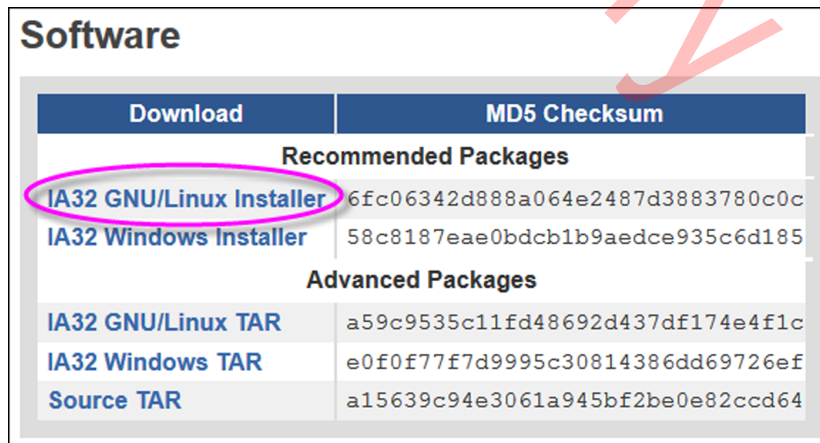 Software
Download MD5 Checksum
Recommended Packages
IA32 GNU/Linux Installer 6fc06342d888a064e2487d3883780c0c
IA32 Windows Installer 58c8187eae0bdcb1b9aedce935c6d185
Advanced Packages
IA32 GNU/Linux TAR a59c9535c11fd48692d437df174e4f1c
IA32 Windows TAR e0f0f77f7d9995c30814386dd69726ef
Source TAR a15639c94e3061a945bf2be0e82ccd64